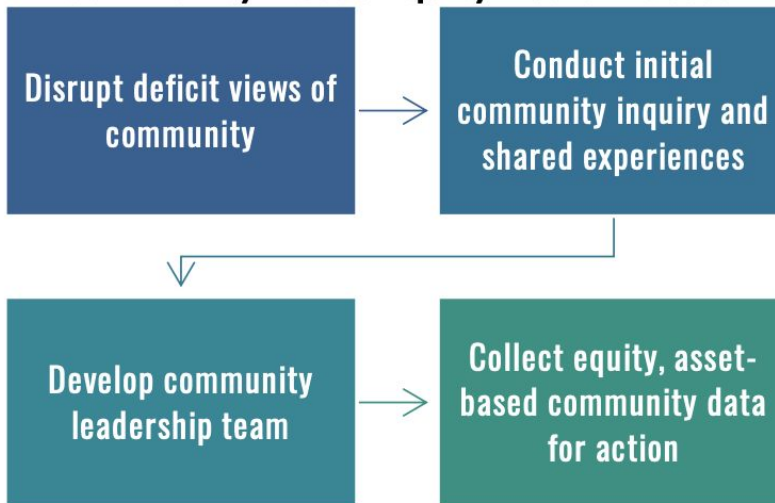 Disrupt deficit views of
community
Conduct initial
community inquiry and
shared experiences
Develop community
leadership team
Collect equity, asset-
based community data
for action